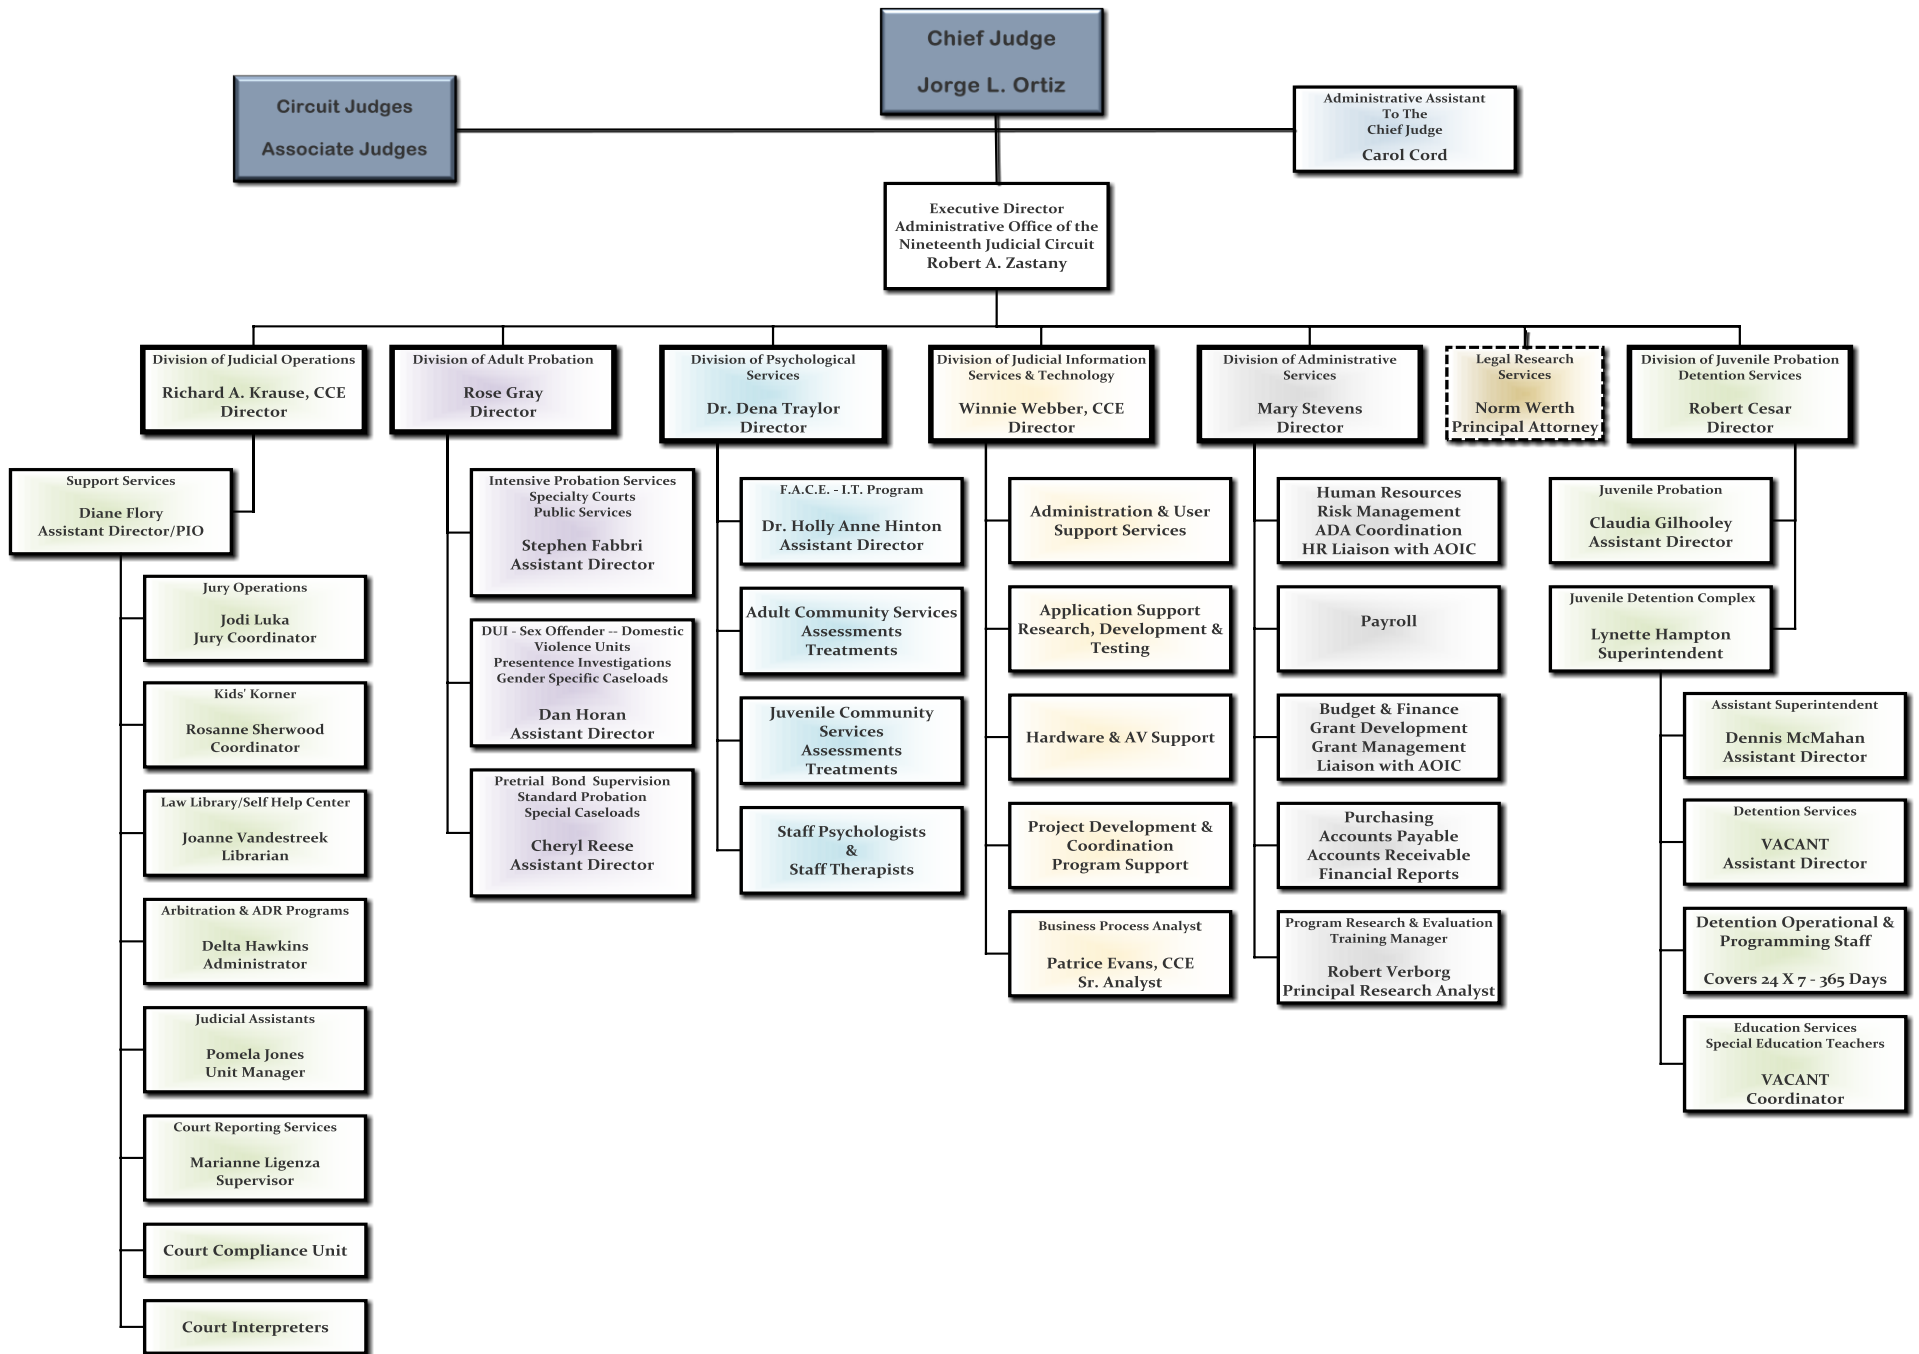 Chief Judge
Jorge L. Ortiz
Circuit Judges
Associate Judges
Administrative Assistant
To The
Chief Judge
Carol Cord
Executive Director
Administrative Office of the
Nineteenth Judicial Circuit
Robert A. Zastany
Division of Judicial Operations
Richard A. Krause, CCE
Director
Division of Adult Probation
Rose Gray
Director
Division of Psychological
Services
Dr. Dena Traylor
Director
Division of Judicial Information
Services & Technology
Winnie Webber, CCE
Director
Division of Administrative
Services
Mary Stevens
Director
Legal Research
Services
Norm Werth
Principal Attorney
Division of Juvenile Probation
Detention Services
Robert Cesar
Director
Support Services
Diane Flory
Assistant Director/PIO
Jury Operations
Jodi Luka
Jury Coordinator
Kids' Korner
Rosanne Sherwood
Coordinator
Law Library/Self Help Center
Joanne Vandestreek
Librarian
Arbitration & ADR Programs
Delta Hawkins
Administrator
Judicial Assistants
Pomela Jones
Unit Manager
Court Reporting Services
Marianne Ligenza
Supervisor
Court Compliance Unit
Court Interpreters
Intensive Probation Services
Specialty Courts
Public Services
Stephen Fabbri
Assistant Director
DUI - Sex Offender -- Domestic
Violence Units
Presentence Investigations
Gender Specific Caseloads
Dan Horan
Assistant Director
Pretrial Bond Supervision
Standard Probation
Special Caseloads
Cheryl Reese
Assistant Director
F.A.C.E. - I.T. Program
Dr. Holly Anne Hinton
Assistant Director
Adult Community Services
Assessments
Treatments
Juvenile Community
Services
Assessments
Treatments
Staff Psychologists
&
Staff Therapists
Administration & User
Support Services
Application Support
Research, Development &
Testing
Hardware & AV Support
Project Development &
Coordination
Program Support
Business Process Analyst
Patrice Evans, CCE
Sr. Analyst
Human Resources
Risk Management
ADA Coordination
HR Liaison with AOIC
Payroll
Budget & Finance
Grant Development
Grant Management
Liaison with AOIC
Purchasing
Accounts Payable
Accounts Receivable
Financial Reports
Program Research & Evaluation
Training Manager
Robert Verborg
Principal Research Analyst
Juvenile Probation
Claudia Gilhooley
Assistant Director
Juvenile Detention Complex
Lynette Hampton
Superintendent
Assistant Superintendent
Dennis McMahan
Assistant Director
Detention Services
VACANT
Assistant Director
Detention Operational &
Programming Staff
Covers 24 X 7 - 365 Days
Education Services
Special Education Teachers
VACANT
Coordinator